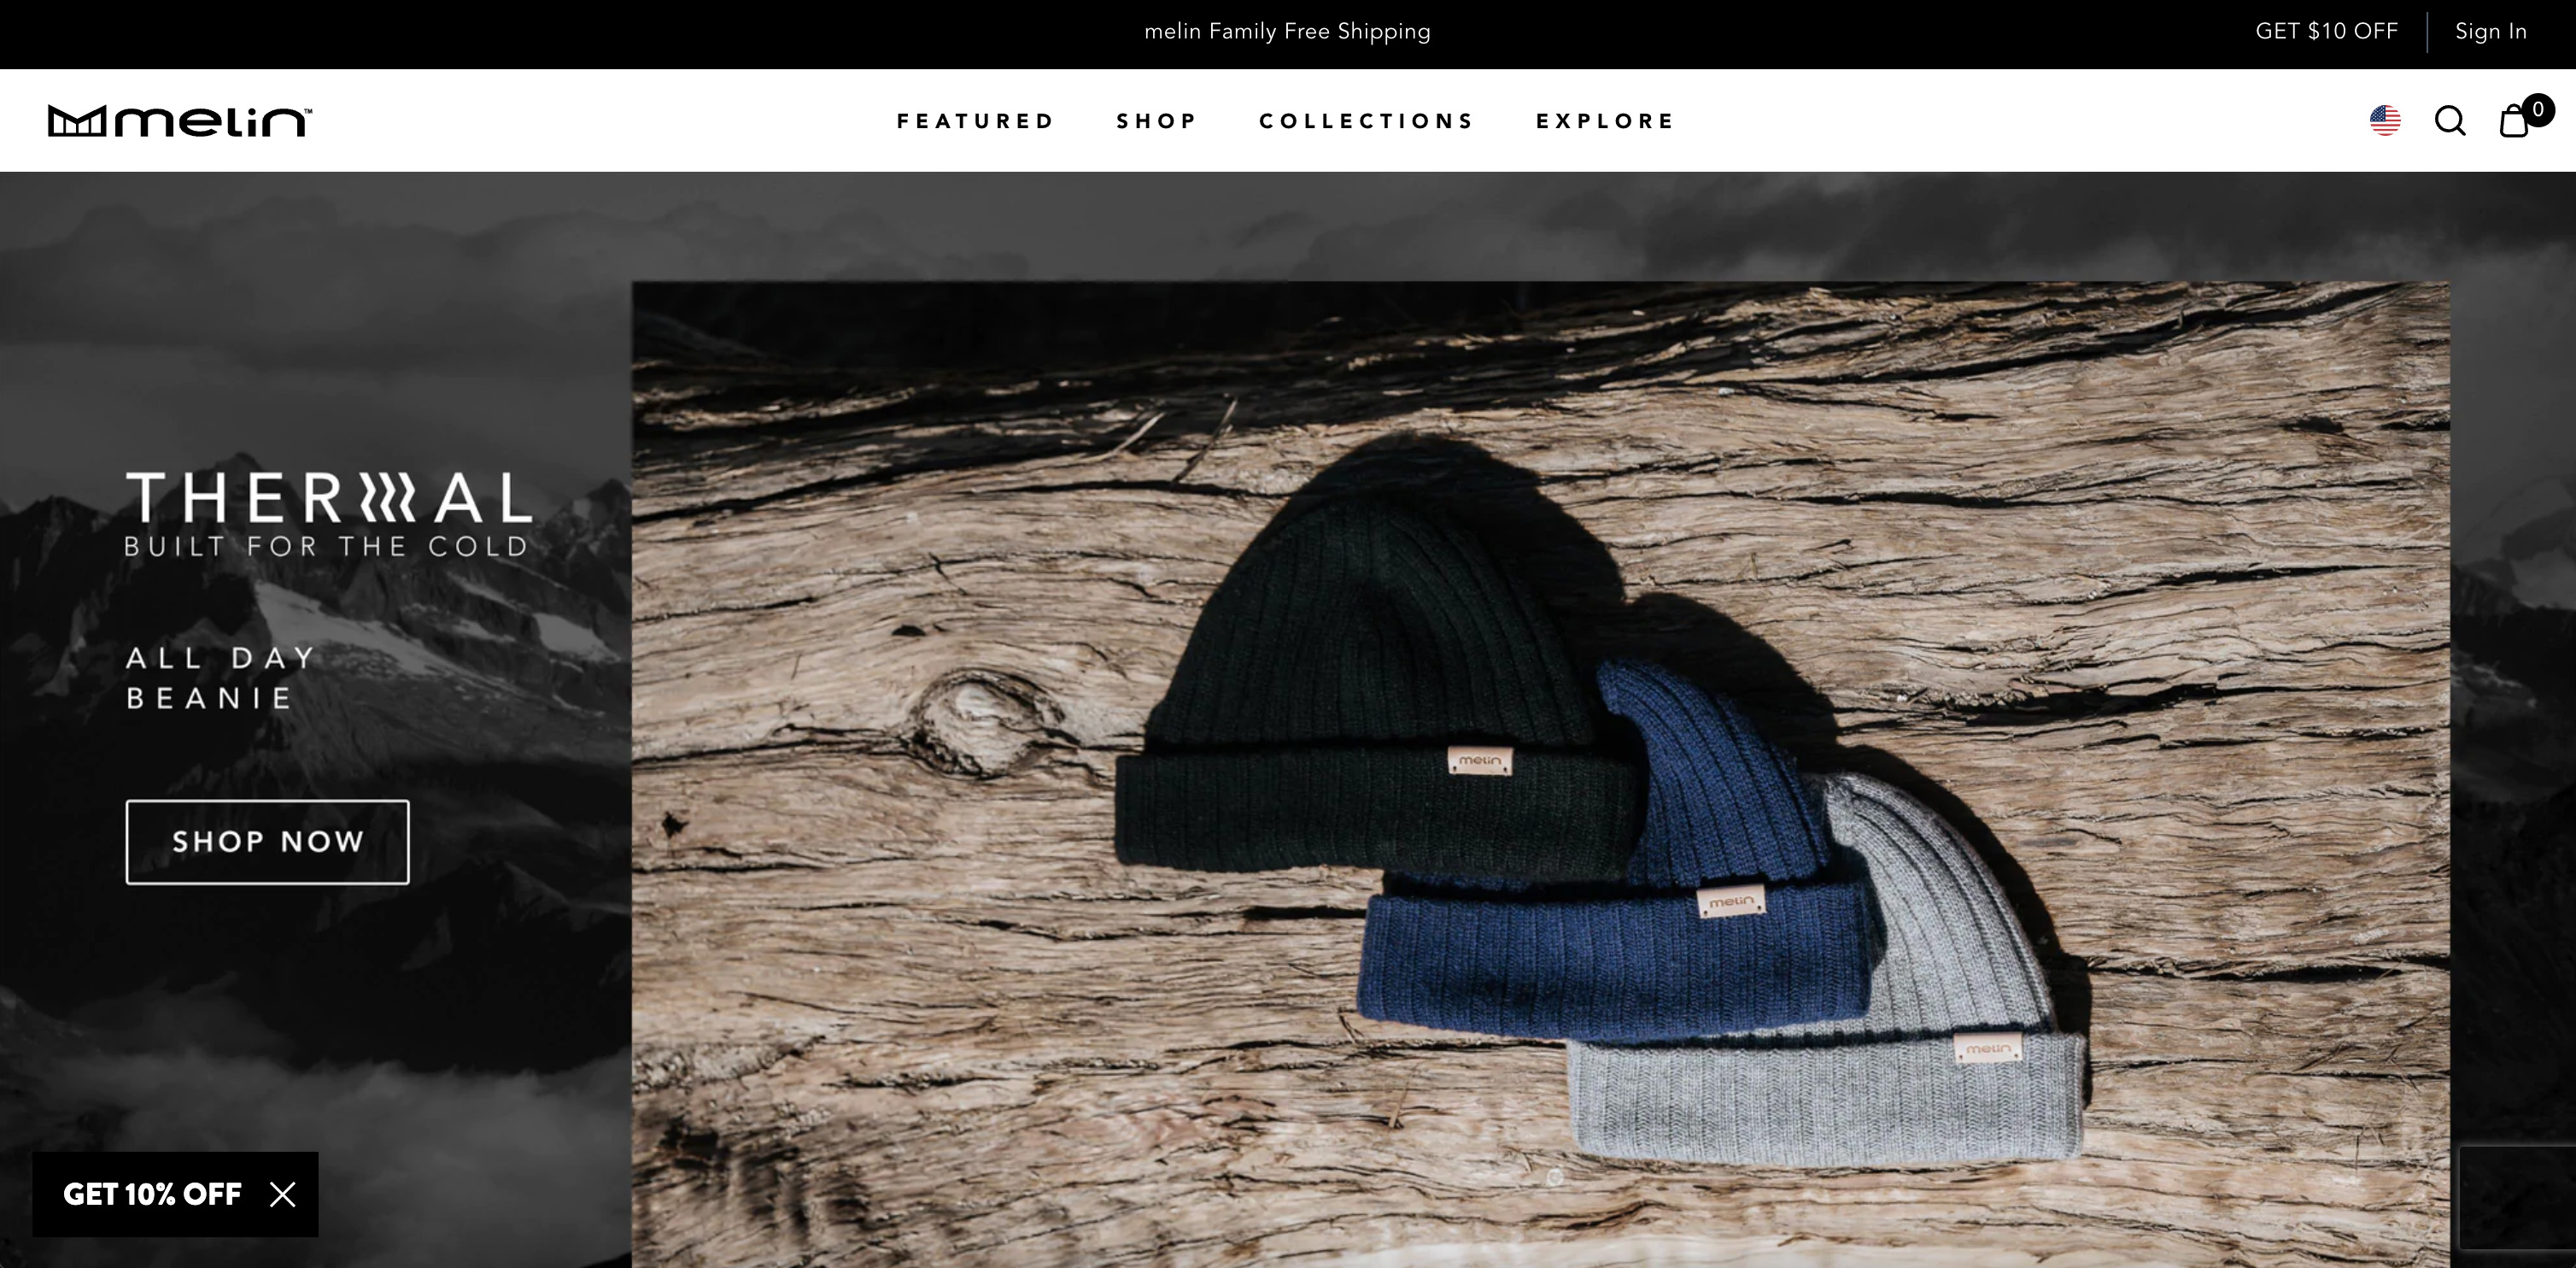 melin Family Free Shipping
GET $10 OFF
Sign In
melin™
FEATURED
SHOP
COLLECTIONS
EXPLORE
0
THERMAL
BUILT FOR THE COLD
ALL DAY
BEANIE
SHOP NOW
melin
melin
melin
GET 10% OFF